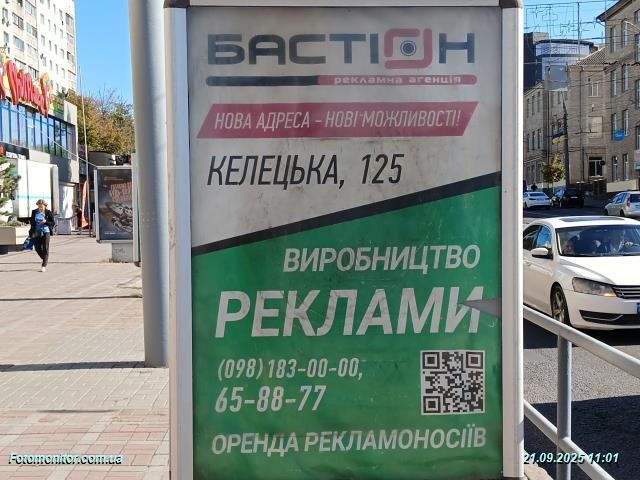 БАСТІОН
рекламна агенція
НОВА АДРЕСА - НОВІ МОЖЛИВОСТІ!
КЕЛЕЦЬКА, 125
ВИРОБНИЦТВО
РЕКЛАМИ
(098) 183-00-00,
65-88-77
ОРЕНДА РЕКЛАМОНОСІЇВ
Fotomonitor.com.ua
21.09.2025 11:01